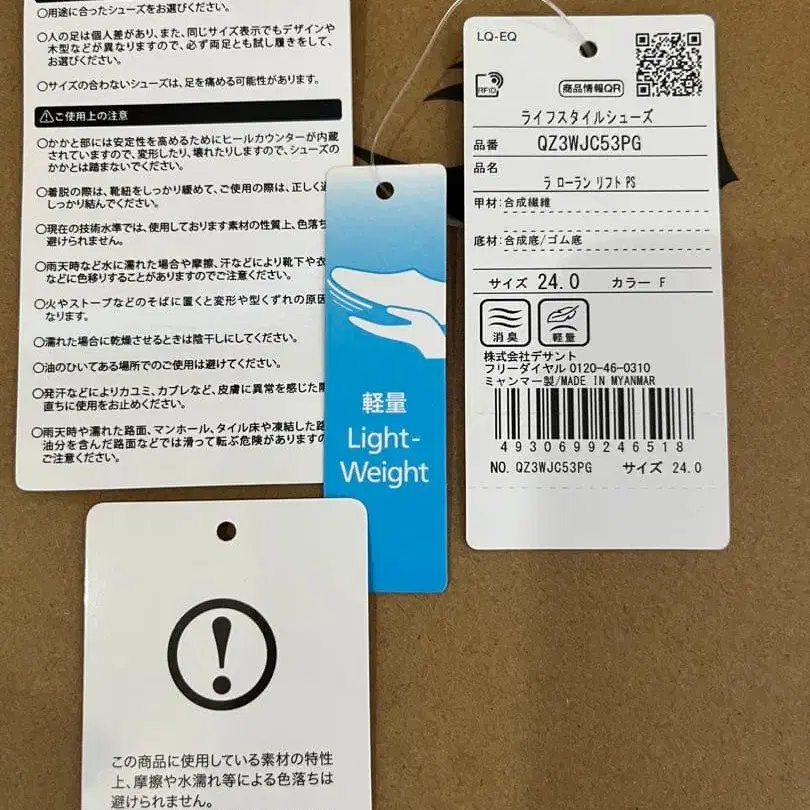 ○用途に合ったシューズをお選びください。
○人の足は個人差があり、また、同じサイズ表示でもデザインや
木型などが異なりますので、必ず両足とも試し履きをして、
お選びください。
○サイズの合わないシューズは、足を痛める可能性があります。
⚠ご使用上の注意
○かかと部には安定性を高めるためにヒールカウンターが内蔵
されていますので、変形したり、壊れたりしますので、シューズの
かかとは踏まないでください。
○着脱の際は、靴紐をしっかり緩めて、ご使用の際は、正しく
しっかり結んでください。
○現在の技術水準では、使用しております素材の性質上、色落ち
避けられません。
○雨天時など水に濡れた場合や摩擦、汗などにより靴下や衣
などに色移りすることがありますのでご注意ください。
○火やストーブなどのそばに置くと変形や型くずれの原因
なります。
○濡れた場合に乾燥させるときは陰干しにしてください。
○油のひいてある場所でのご使用は避けてください。
○発汗などによりカユミ、カブレなど、皮膚に異常を感じた際
直ちに使用をお止めください。
○雨天時や濡れた路面、マンホール、タイル床や凍結した路
油分を含んだ路面などでは滑って転ぶ危険があります
ご注意ください。
軽量
Light-
Weight
LQ-EQ
RFID
商品情報QR
ライフスタイルシューズ
品番 QZ3WJC53PG
品名
ラ ローラン リフト PS
甲材:合成繊維
底材:合成底/ゴム底
サイズ 24.0 カラー F
消臭 軽量
株式会社デサント
フリーダイヤル 0120-46-0310
ミャンマー製/MADE IN MYANMAR
4930699246518
NO. QZ3WJC53PG サイズ 24.0
この商品に使用している素材の特性
上、摩擦や水濡れ等による色落ちは
避けられません。